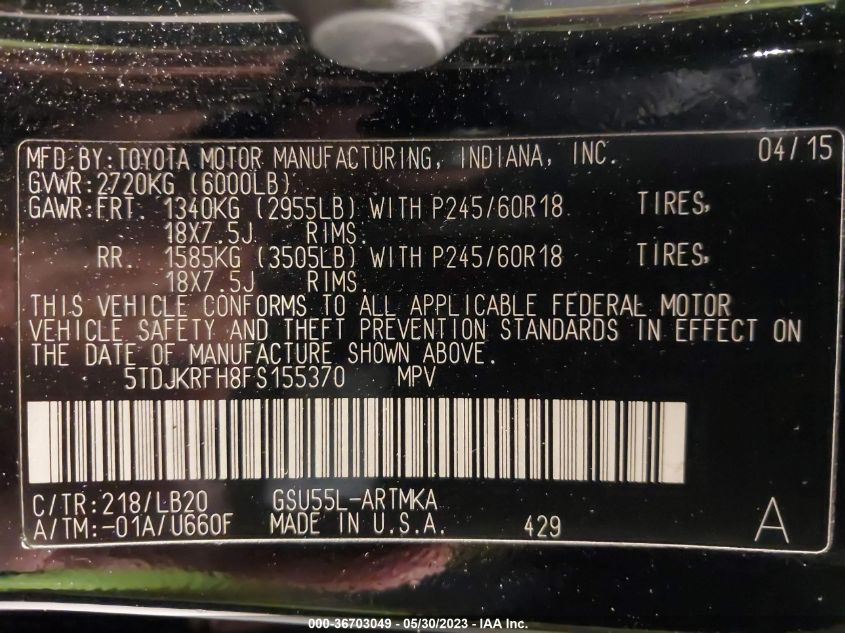 MFD.BY:TOYOTA MOTOR MANUFACTURING, INDIANA, INC. 04/15
GVWR:2720KG (6000LB)
GAWR:FRT. 1340KG (2955LB) WITH P245/60R18 TIRES,
18X7.5J RIMS.
RR. 1585KG (3505LB) WITH P245/60R18 TIRES,
18X7.5J RIMS.
THIS VEHICLE CONFORMS TO ALL APPLICABLE FEDERAL MOTOR
VEHICLE SAFETY AND THEFT PREVENTION STANDARDS IN EFFECT ON
THE DATE OF MANUFACTURE SHOWN ABOVE.
5TDJKRFH8FS155370 MPV
C/TR:218/LB20 GSU55L-ARTMKA
A/TM:-01A/U660F MADE IN U.S.A. 429 A
000-36703049 - 05/30/2023 - IAA Inc.